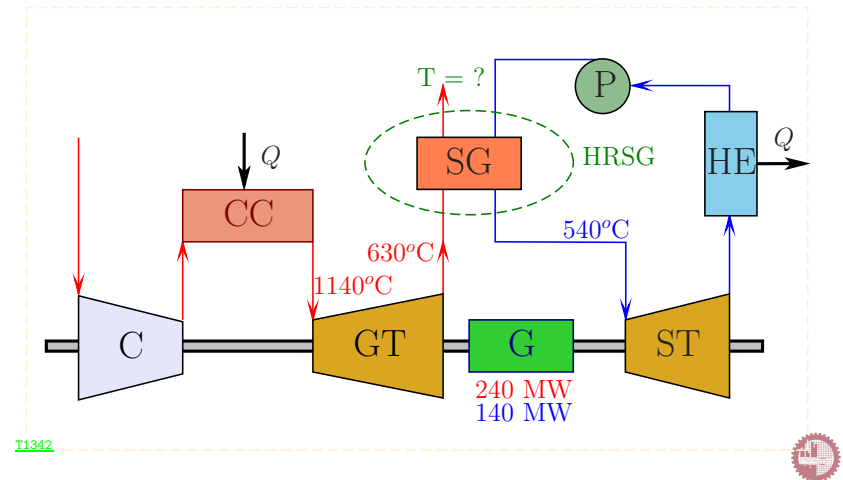 T = ?
P
Q
SG
HRSG
HE
Q
CC
630°C
540°C
1140°C
C
GT
G
ST
240 MW
140 MW
T1342